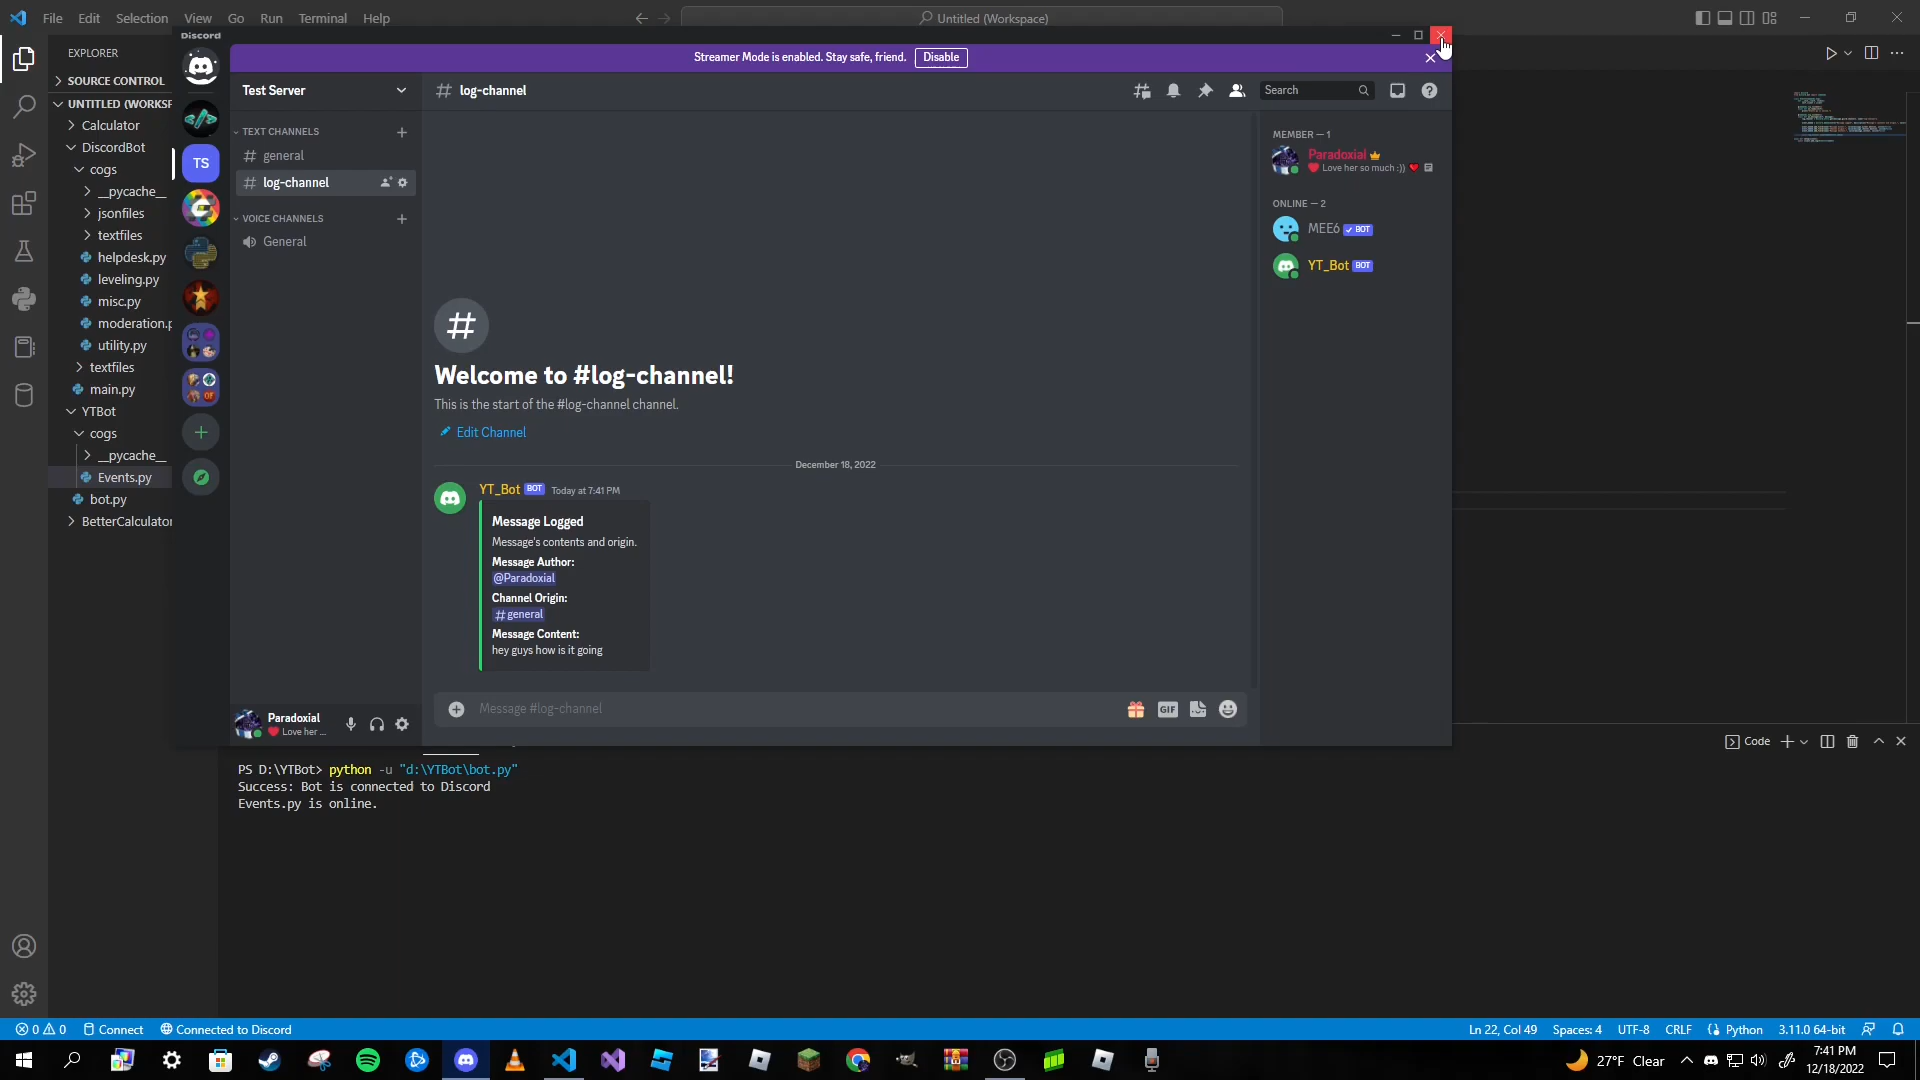 File Edit Selection View Go Run Terminal Help
Untitled (Workspace)
Discord
EXPLORER
SOURCE CONTROL
UNTITLED (WORKSP
Calculator
DiscordBot
cogs
__pycache__
jsonfiles
textfiles
helpdesk.py
leveling.py
misc.py
moderation.p
utility.py
textfiles
main.py
YTBot
cogs
__pycache__
Events.py
bot.py
BetterCalculator
TS
Streamer Mode is enabled. Stay safe, friend. Disable
Test Server
log-channel
Search
TEXT CHANNELS
general
log-channel
VOICE CHANNELS
General
Welcome to #log-channel!
This is the start of the #log-channel channel.
Edit Channel
December 18, 2022
YT_Bot BOT Today at 7:41 PM
Message Logged
Message's contents and origin.
Message Author:
@Paradoxial
Channel Origin:
#general
Message Content:
hey guys how is it going
Message #log-channel
GIF
MEMBER — 1
Paradoxial
Love her so much :))
ONLINE — 2
MEE6 BOT
YT_Bot BOT
Paradoxial
Love her ...
Code
PS D:\YTBot> python -u "d:\YTBot\bot.py"
Success: Bot is connected to Discord
Events.py is online.
0 0 Connect Connected to Discord
Ln 22, Col 49 Spaces: 4 UTF-8 CRLF Python 3.11.0 64-bit
27°F Clear
7:41 PM
12/18/2022